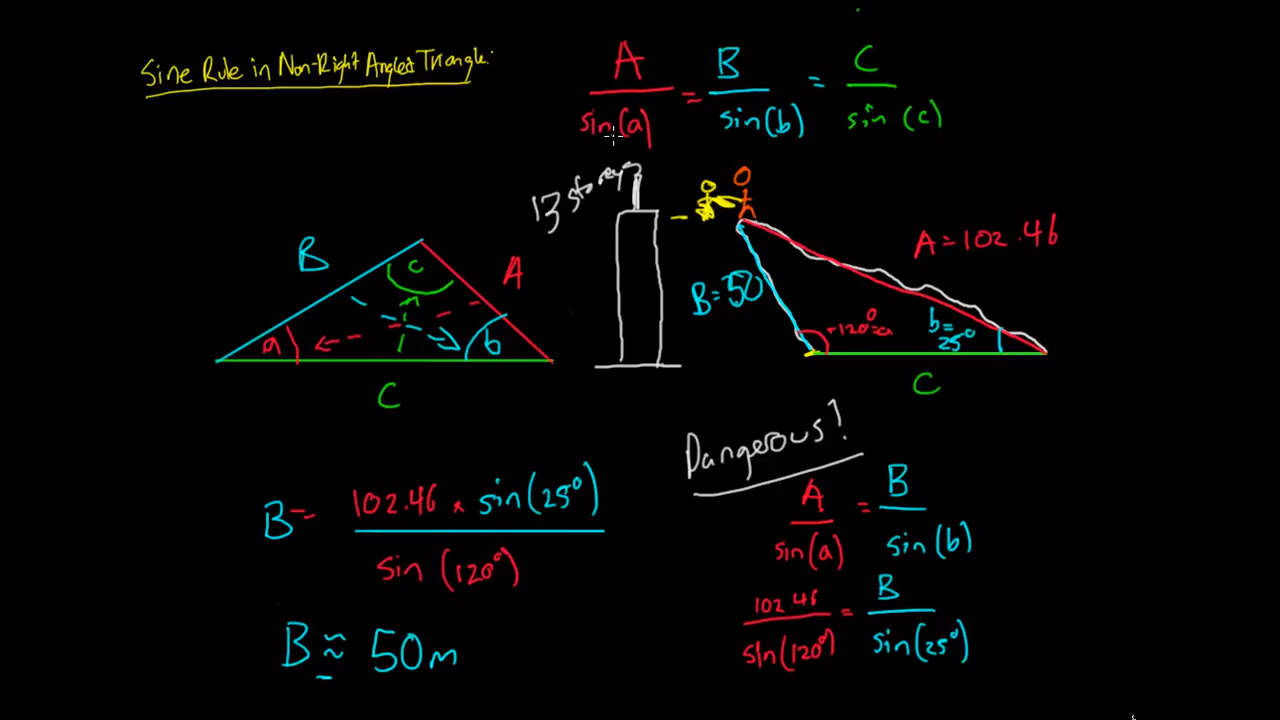 Sine Rule in Non-Right Angled Triangle:
A/sin(a) = B/sin(b) = C/sin(c)
13 storey
B
c
A
a
b
C
A=102.46
B=50
120°=a
b=
25°
C
Dangerous?
B= 102.46 × sin(25°) / sin(120°)
B≈ 50m
A/sin(a) = B/sin(b)
102.46/sin(120°) = B/sin(25°)